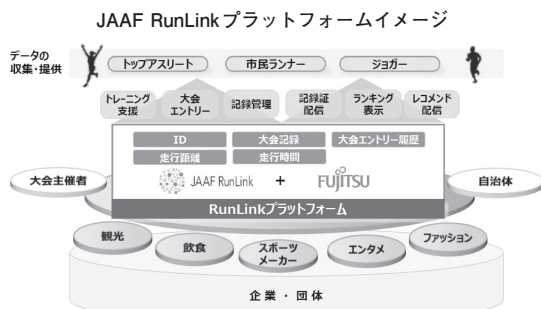 JAAF RunLinkプラットフォームイメージ
データの
収集・提供
トップアスリート
市民ランナー
ジョガー
トレーニング
支援
大会
エントリー
記録管理
記録証
配信
ランキング
表示
レコメンド
配信
ID
大会記録
大会エントリー履歴
走行距離
走行時間
JAAF RunLink
+
FUJITSU
大会主催者
自治体
RunLinkプラットフォーム
観光
飲食
スポーツ
メーカー
エンタメ
ファッション
企業・団体